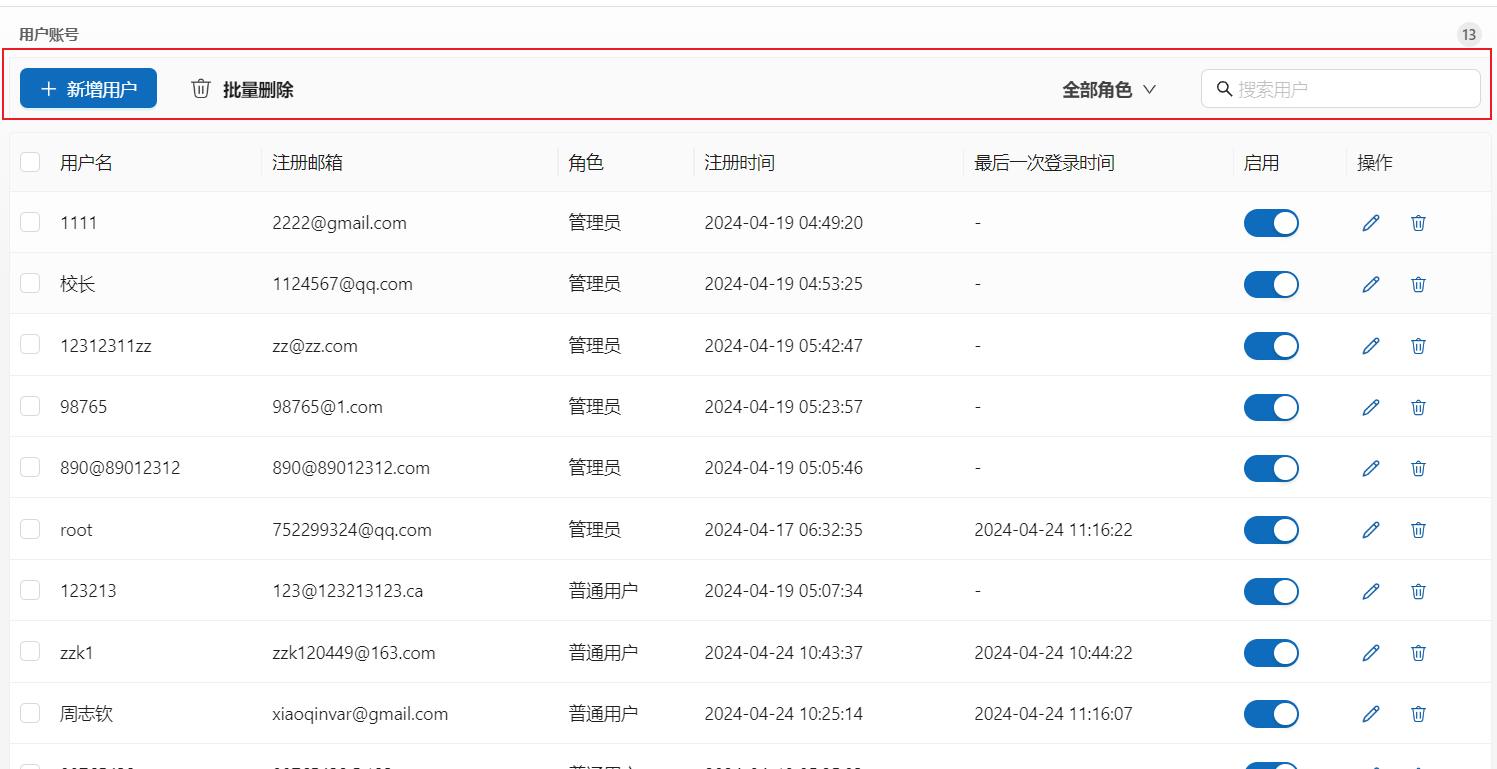 用户账号 13
新增用户 批量删除 全部角色 搜索用户
用户名 注册邮箱 角色 注册时间 最后一次登录时间 启用 操作
1111 2222@gmail.com 管理员 2024-04-19 04:49:20 -
校长 1124567@qq.com 管理员 2024-04-19 04:53:25 -
12312311zz zz@zz.com 管理员 2024-04-19 05:42:47 -
98765 98765@1.com 管理员 2024-04-19 05:23:57 -
890@89012312 890@89012312.com 管理员 2024-04-19 05:05:46 -
root 752299324@qq.com 管理员 2024-04-17 06:32:35 2024-04-24 11:16:22
123213 123@123213123.ca 普通用户 2024-04-19 05:07:34 -
zzk1 zzk120449@163.com 普通用户 2024-04-24 10:43:37 2024-04-24 10:44:22
周志钦 xiaoqinvar@gmail.com 普通用户 2024-04-24 10:25:14 2024-04-24 11:16:07